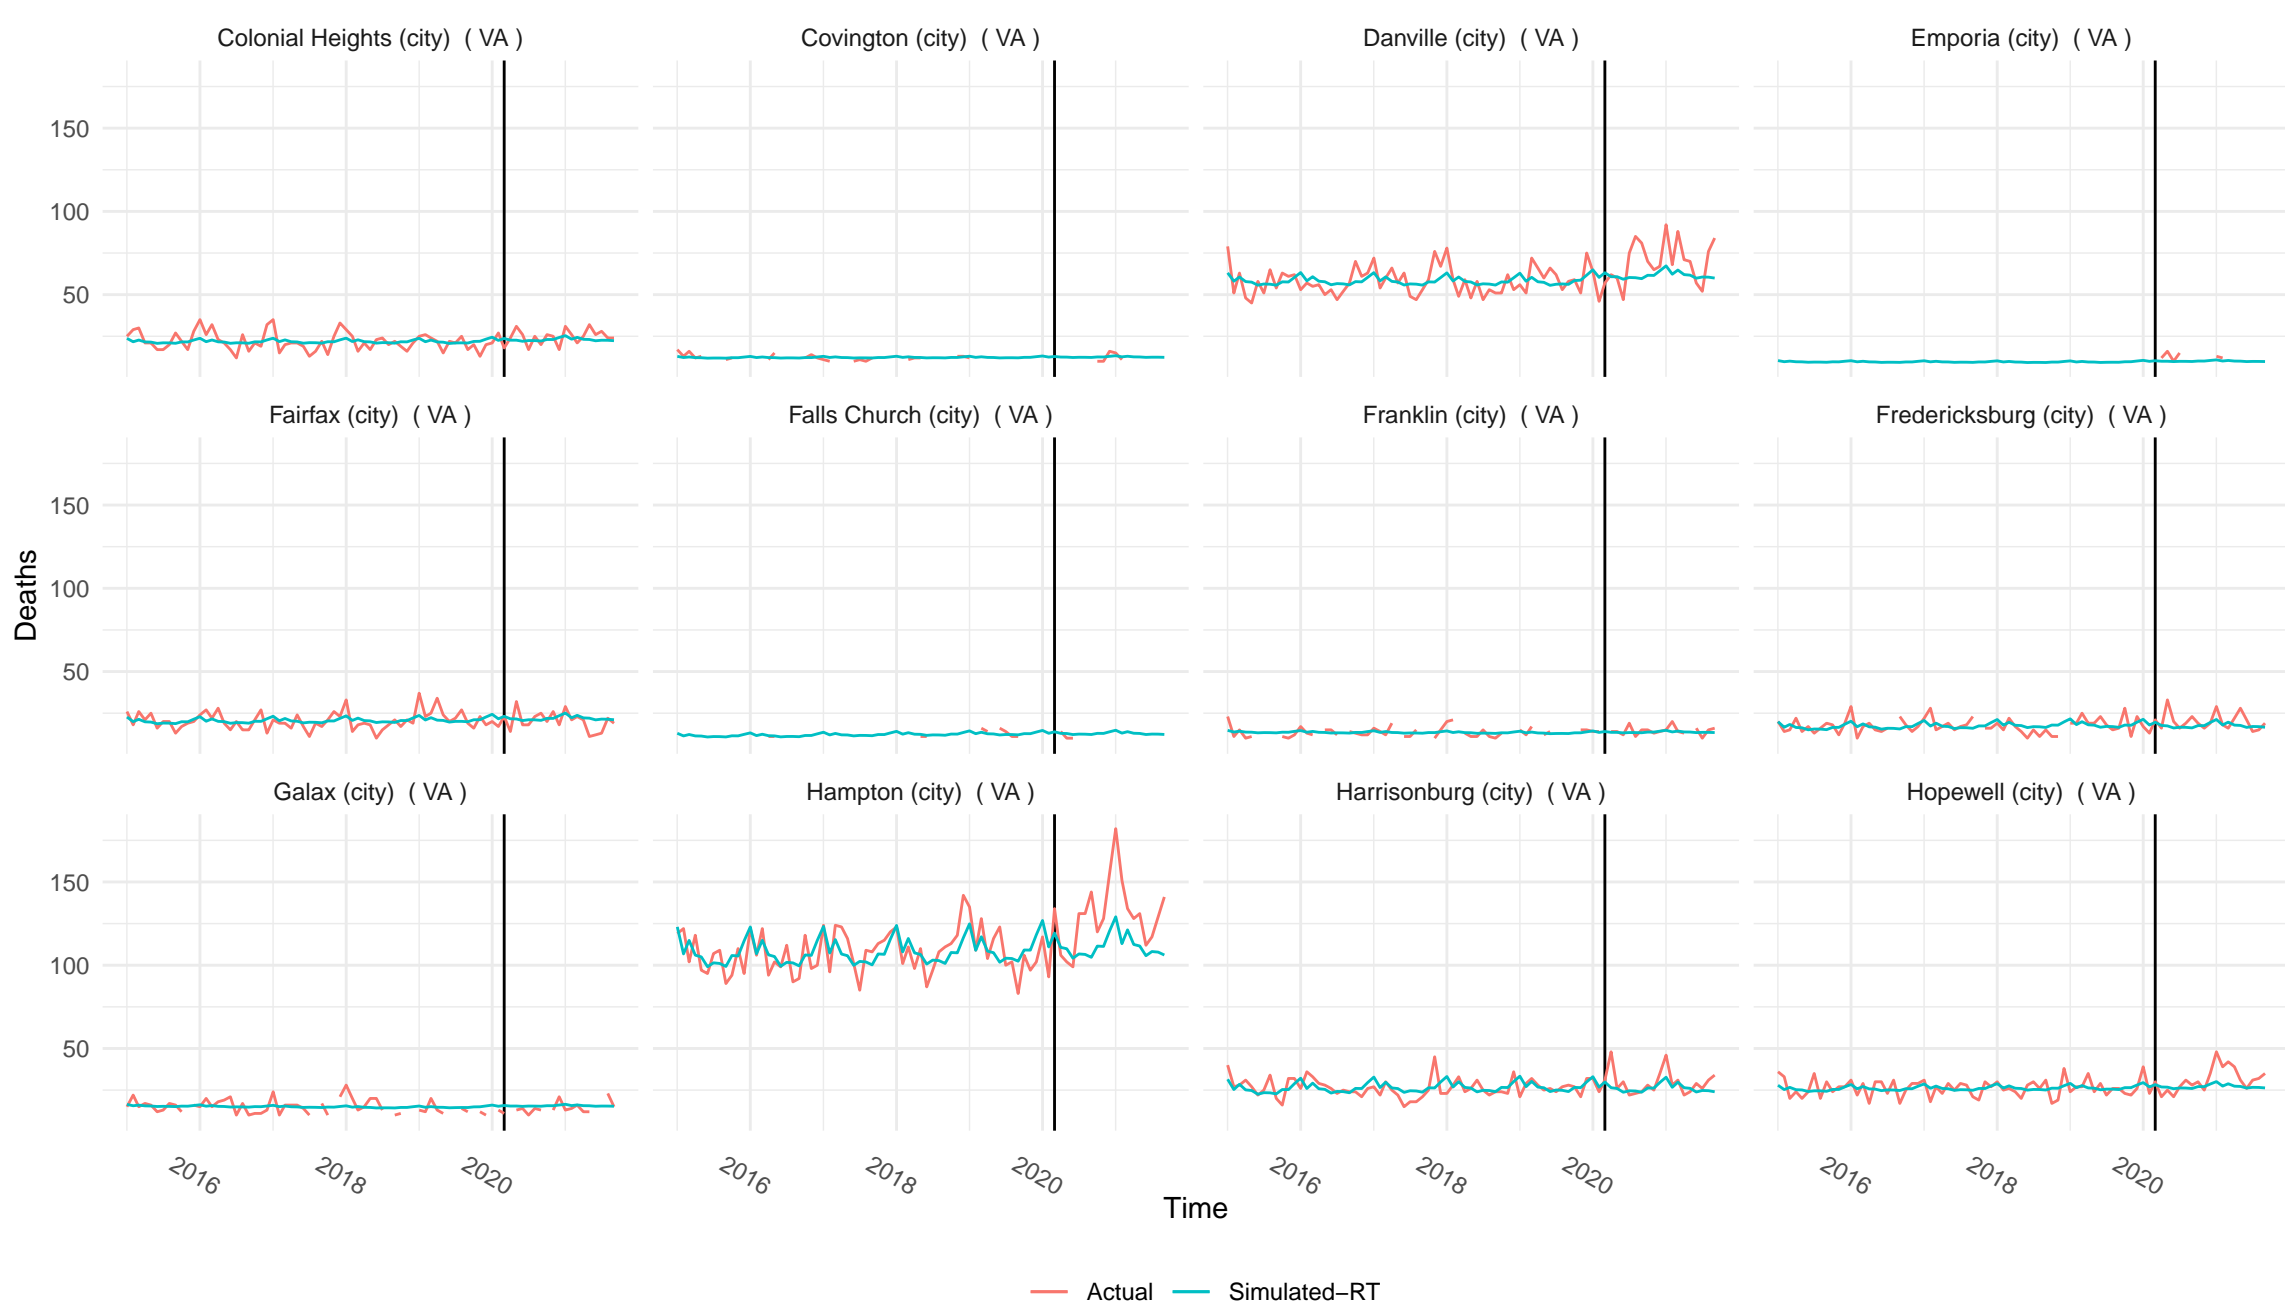 Colonial Heights (city)  ( VA )
Covington (city)  ( VA )
Danville (city)  ( VA )
Emporia (city)  ( VA )
150
100
50
Fairfax (city)  ( VA )
Falls Church (city)  ( VA )
Franklin (city)  ( VA )
Fredericksburg (city)  ( VA )
150
100
50
Deaths
Galax (city)  ( VA )
Hampton (city)  ( VA )
Harrisonburg (city)  ( VA )
Hopewell (city)  ( VA )
150
100
50
2016 2018 2020
2016 2018 2020
2016 2018 2020
2016 2018 2020
Time
Actual
Simulated−RT